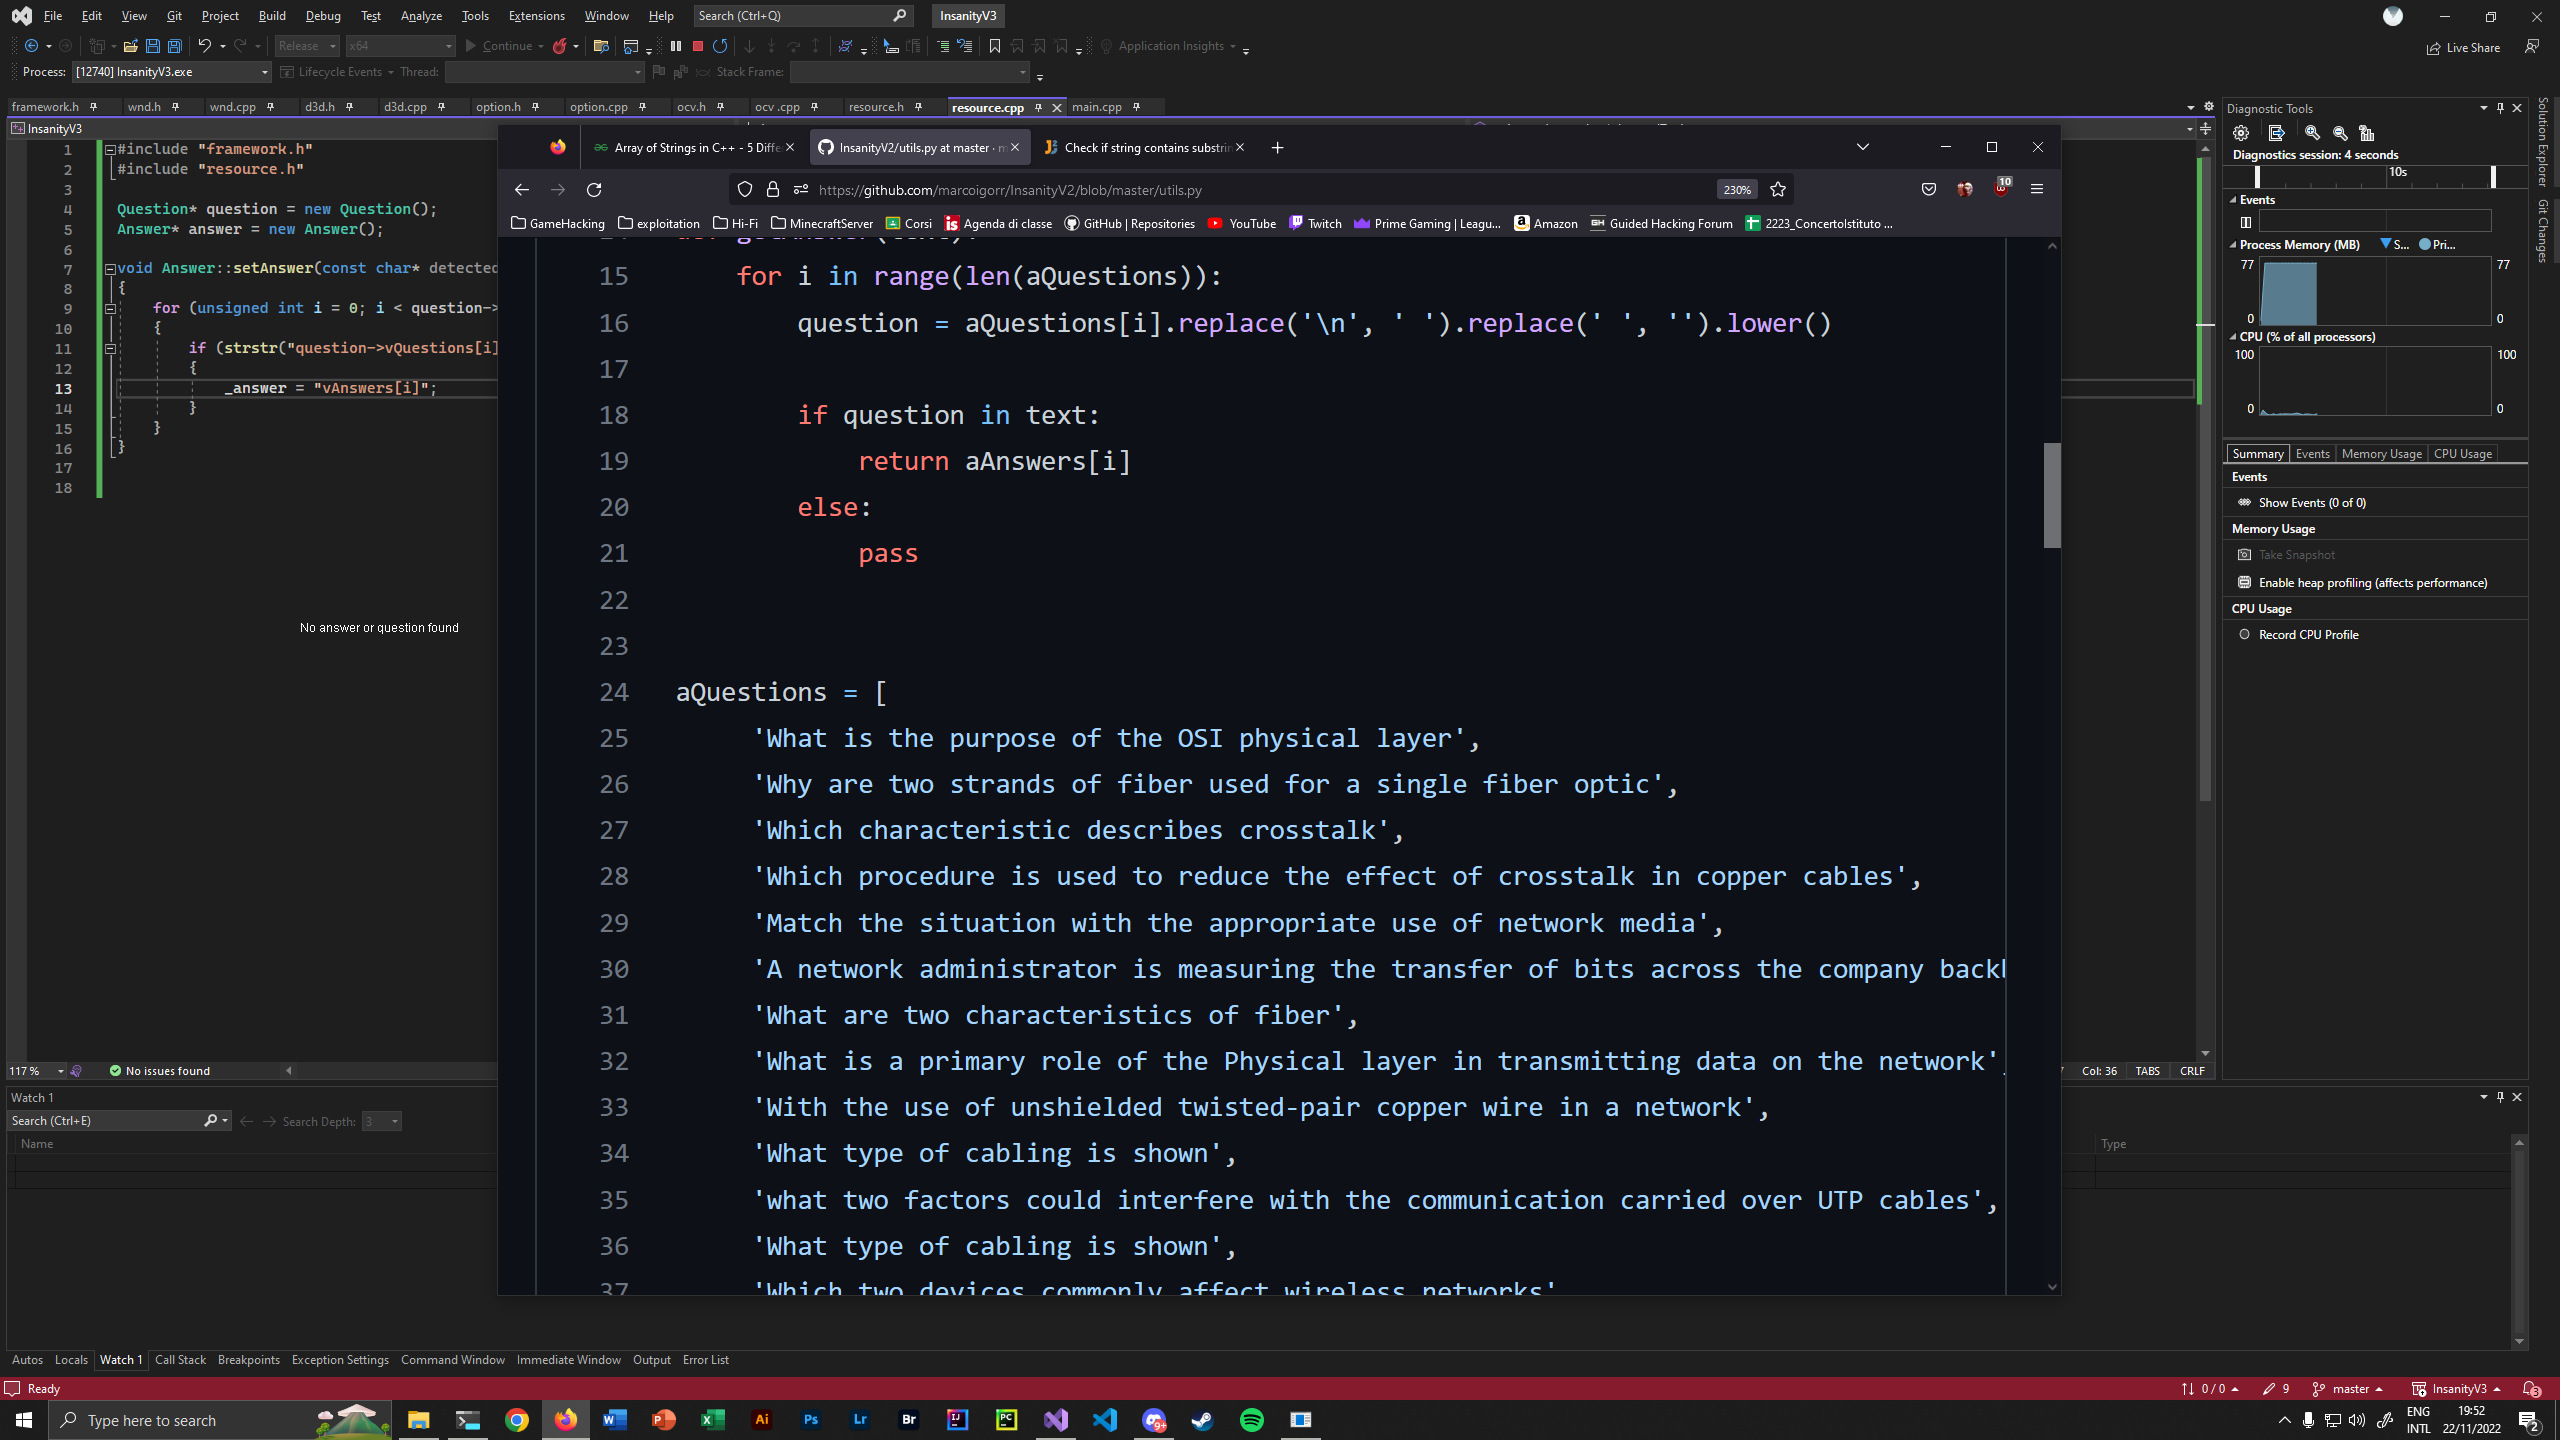 File Edit View Git Project Build Debug Test Analyze Tools Extensions Window Help Search (Ctrl+Q) InsanityV3
Release x64 Continue Application Insights Live Share
Process: [12740] InsanityV3.exe Lifecycle Events Thread: Stack Frame:
framework.h wnd.h wnd.cpp d3d.h d3d.cpp option.h option.cpp ocv.h ocv .cpp resource.h resource.cpp main.cpp
InsanityV3
1 #include "framework.h"
2 #include "resource.h"
3
4 Question* question = new Question();
5 Answer* answer = new Answer();
6
7 void Answer::setAnswer(const char* detected
8 {
9 for (unsigned int i = 0; i < question->
10 {
11 if (strstr("question->vQuestions[i]
12 {
13 _answer = "vAnswers[i]";
14 }
15 }
16 }
17
18
No answer or question found
117 % No issues found
Array of Strings in C++ - 5 Diffe InsanityV2/utils.py at master · m Check if string contains substrin
https://github.com/marcoigorr/InsanityV2/blob/master/utils.py 230% 10
GameHacking exploitation Hi-Fi MinecraftServer Corsi Agenda di classe GitHub | Repositories YouTube Twitch Prime Gaming | Leagu... Amazon Guided Hacking Forum 2223_ConcertoIstituto ...
15 for i in range(len(aQuestions)):
16 question = aQuestions[i].replace('\n', ' ').replace(' ', '').lower()
17
18 if question in text:
19 return aAnswers[i]
20 else:
21 pass
22
23
24 aQuestions = [
25 'What is the purpose of the OSI physical layer',
26 'Why are two strands of fiber used for a single fiber optic',
27 'Which characteristic describes crosstalk',
28 'Which procedure is used to reduce the effect of crosstalk in copper cables',
29 'Match the situation with the appropriate use of network media',
30 'A network administrator is measuring the transfer of bits across the company back
31 'What are two characteristics of fiber',
32 'What is a primary role of the Physical layer in transmitting data on the network',
33 'With the use of unshielded twisted-pair copper wire in a network',
34 'What type of cabling is shown',
35 'what two factors could interfere with the communication carried over UTP cables',
36 'What type of cabling is shown',
37 'Which two devices commonly affect wireless networks'
Col: 36 TABS CRLF
Diagnostic Tools
Diagnostics session: 4 seconds
10s
Events
Process Memory (MB) S... Pri...
77 77
0 0
CPU (% of all processors)
100 100
0 0
Summary Events Memory Usage CPU Usage
Events
Show Events (0 of 0)
Memory Usage
Take Snapshot
Enable heap profiling (affects performance)
CPU Usage
Record CPU Profile
Solution Explorer
Git Changes
Watch 1
Search (Ctrl+E) Search Depth: 3
Name Type
Autos Locals Watch 1 Call Stack Breakpoints Exception Settings Command Window Immediate Window Output Error List
Ready 0 / 0 9 master InsanityV3 3
Type here to search Ai Ps Lr Br 9+ ENG INTL 19:52 22/11/2022 2